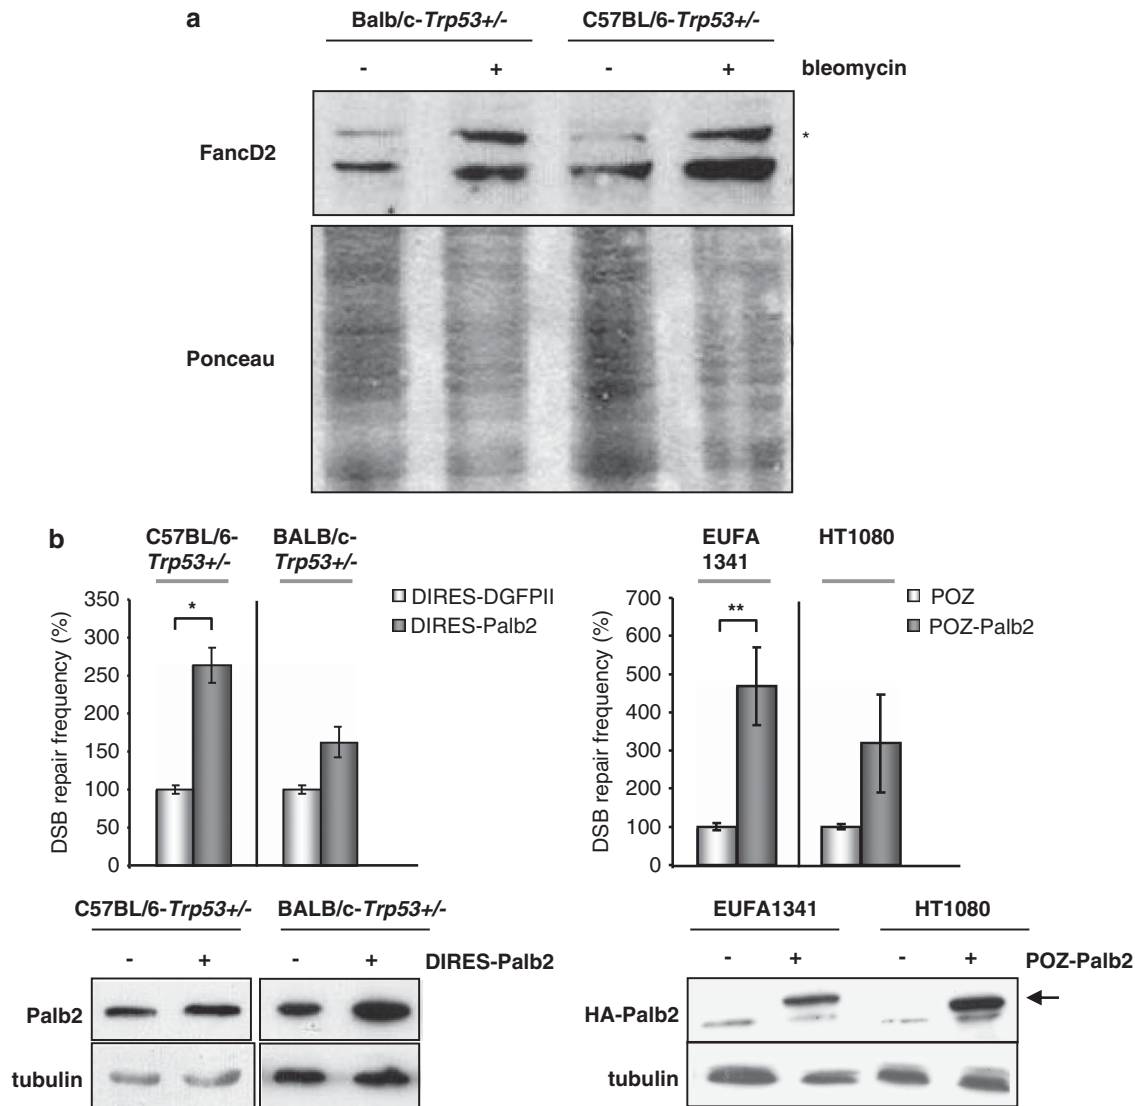 a
Balb/c-Trp53+/- C57BL/6-Trp53+/-
- + - + bleomycin
FancD2 *
Ponceau
b
C57BL/6-
Trp53+/-
BALB/c-
Trp53+/-
DSB repair frequency (%)
350
300
250
200
150
100
50
0
*
DIRES-DGFPII
DIRES-Palb2
EUFA
1341
HT1080
DSB repair frequency (%)
700
600
500
400
300
200
100
0
**
POZ
POZ-Palb2
C57BL/6-Trp53+/- BALB/c-Trp53+/-
- + - + DIRES-Palb2
Palb2
tubulin
EUFA1341 HT1080
- + - + POZ-Palb2
HA-Palb2
tubulin